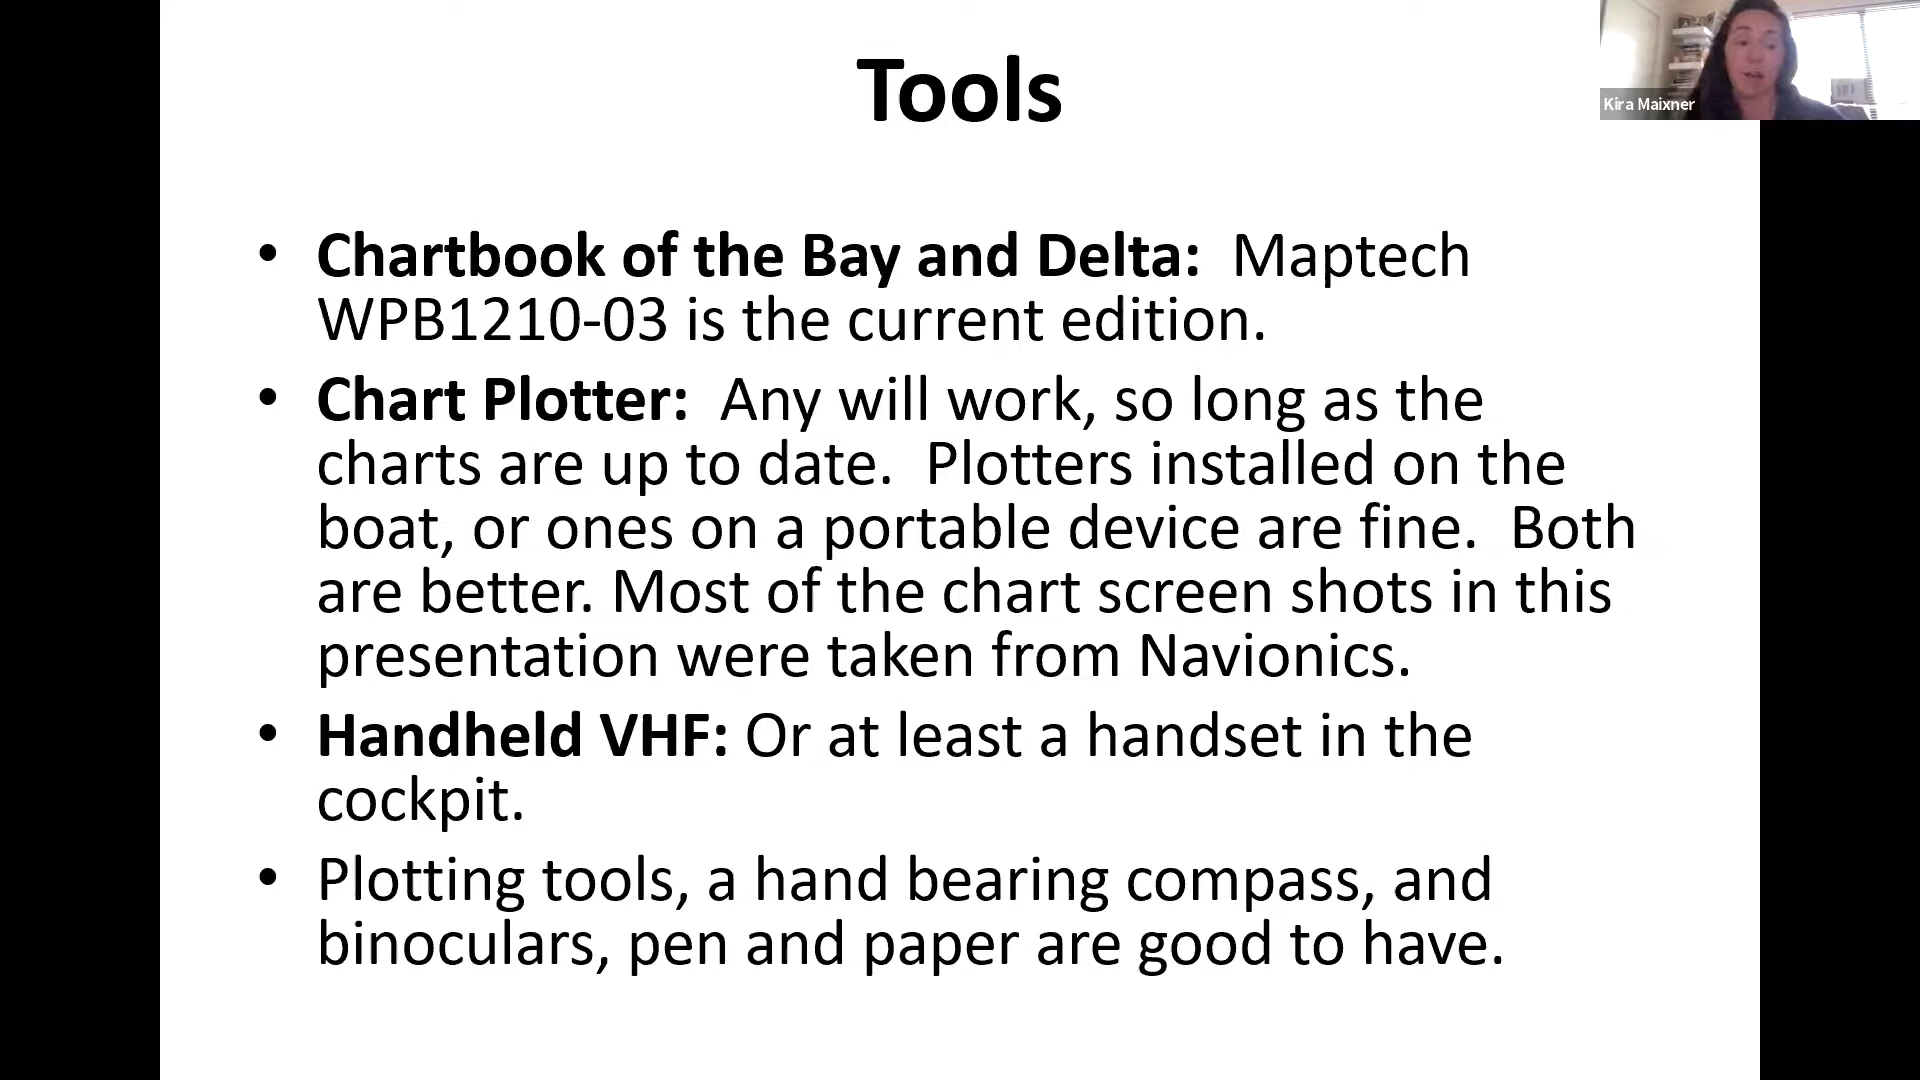 Tools
Kira Maixner
• Chartbook of the Bay and Delta:  Maptech
WPB1210-03 is the current edition.
• Chart Plotter:  Any will work, so long as the
charts are up to date.  Plotters installed on the
boat, or ones on a portable device are fine.  Both
are better. Most of the chart screen shots in this
presentation were taken from Navionics.
• Handheld VHF: Or at least a handset in the
cockpit.
• Plotting tools, a hand bearing compass, and
binoculars, pen and paper are good to have.